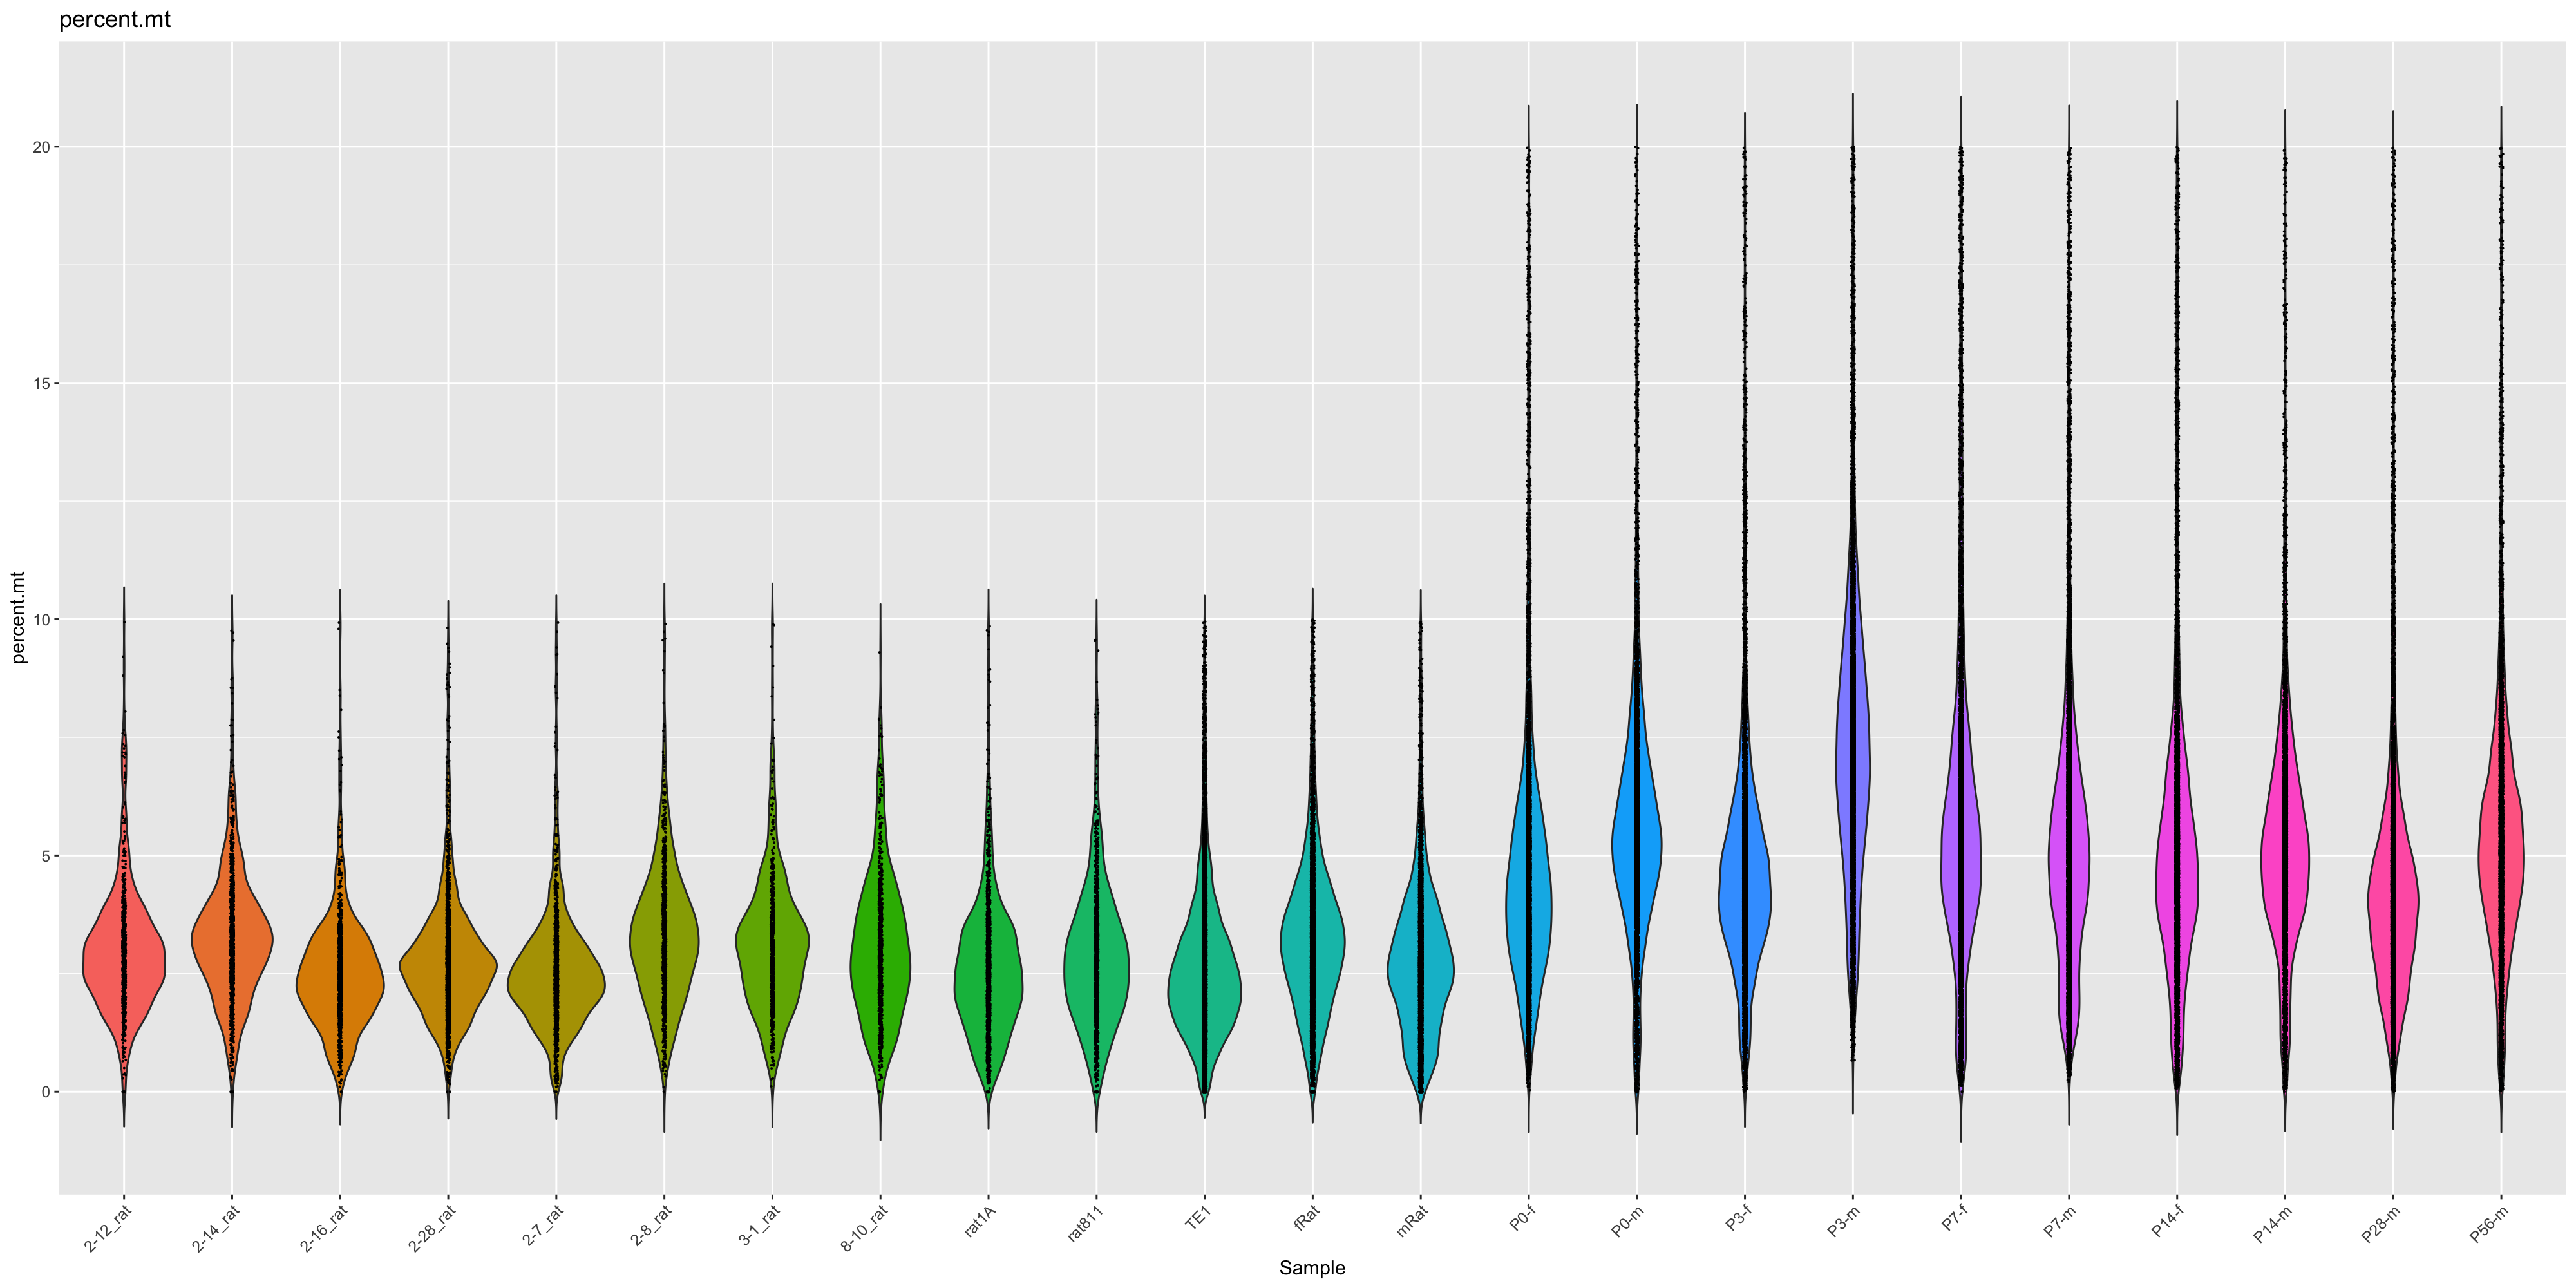 percent.mt
percent.mt
20
15
10
5
0
2-12_rat
2-14_rat
2-16_rat
2-28_rat
2-7_rat
2-8_rat
3-1_rat
8-10_rat
rat1A
rat811
TE1
fRat
mRat
P0-f
P0-m
P3-f
P3-m
P7-f
P7-m
P14-f
P14-m
P28-m
P56-m
Sample